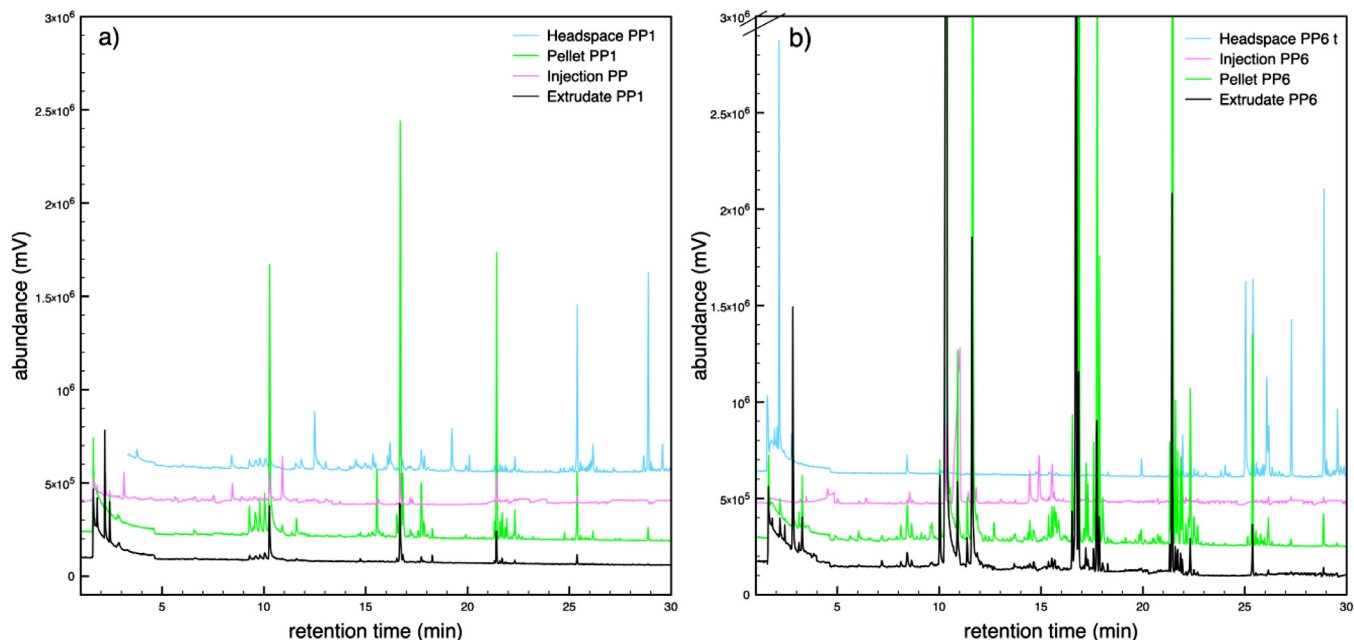 a)
Headspace PP1
Pellet PP1
Injection PP
Extrudate PP1
3×10⁶
2.5×10⁶
2×10⁶
1.5×10⁶
10⁶
5×10⁵
0
abundance (mV)
5 10 15 20 25 30
retention time (min)
b)
Headspace PP6 t
Injection PP6
Pellet PP6
Extrudate PP6
3×10⁶
2.5×10⁶
2×10⁶
1.5×10⁶
10⁶
5×10⁵
0
abundance (mV)
5 10 15 20 25 30
retention time (min)